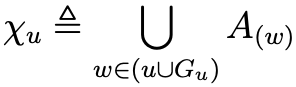 χ_u ≜ ⋃_{w∈(u∪G_u)} A_{(w)}